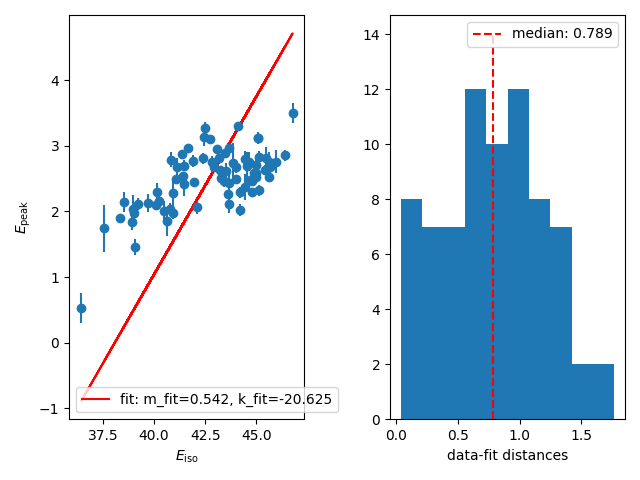 4
3
2
1
0
−1
E_peak
37.5 40.0 42.5 45.0
E_iso
fit: m_fit=0.542, k_fit=-20.625
14
12
10
8
6
4
2
0
0.0 0.5 1.0 1.5
data-fit distances
median: 0.789